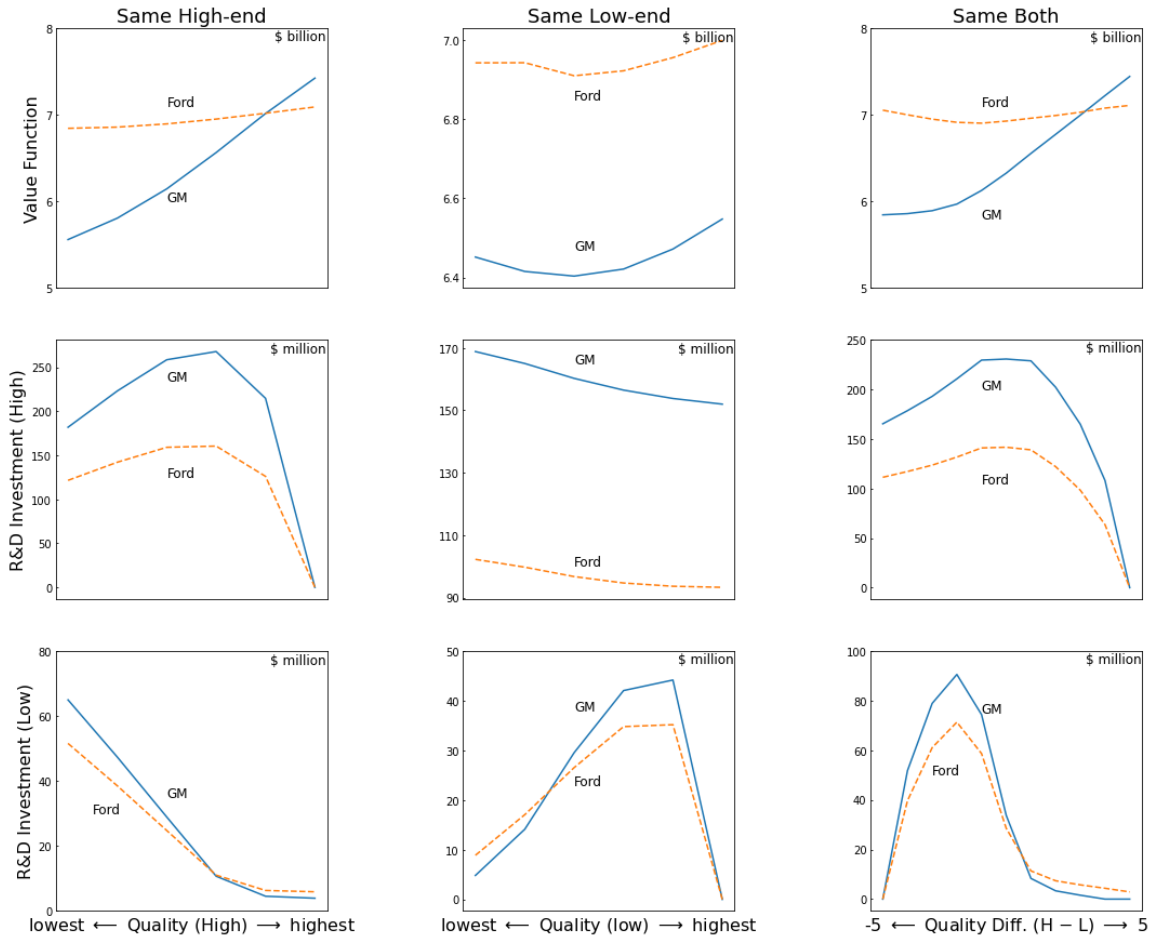 Same High-end
Same Low-end
Same Both
Value Function
8
7
6
5
$ billion
Ford
GM
7.0
6.8
6.6
6.4
$ billion
Ford
GM
8
7
6
5
$ billion
Ford
GM
R&D Investment (High)
250
200
150
100
50
0
$ million
GM
Ford
170
150
130
110
90
$ million
GM
Ford
250
200
150
100
50
0
$ million
GM
Ford
R&D Investment (Low)
80
60
40
20
0
$ million
GM
Ford
50
40
30
20
10
0
$ million
GM
Ford
100
80
60
40
20
0
$ million
GM
Ford
lowest ⟵ Quality (High) ⟶ highest
lowest ⟵ Quality (low) ⟶ highest
-5 ⟵ Quality Diff. (H − L) ⟶ 5